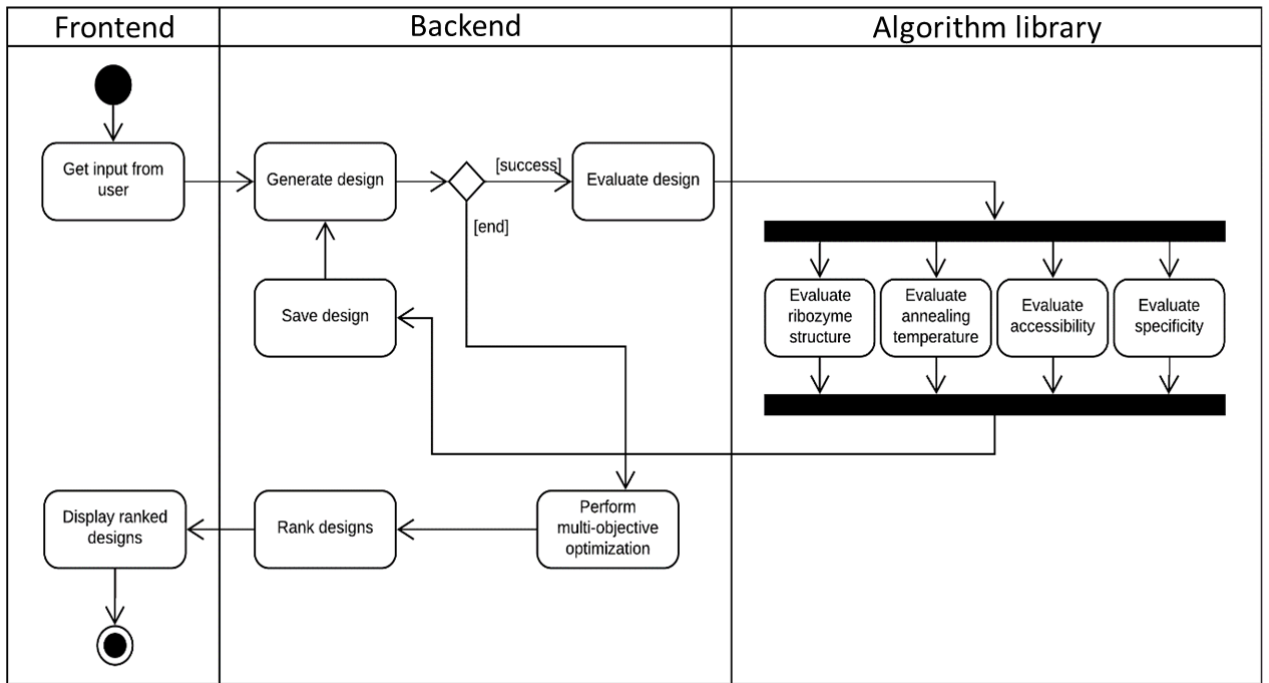 Frontend
Backend
Algorithm library
Get input from
user
Generate design
[success]
Evaluate design
[end]
Save design
Evaluate
ribozyme
structure
Evaluate
annealing
temperature
Evaluate
accessibility
Evaluate
specificity
Display ranked
designs
Rank designs
Perform
multi-objective
optimization